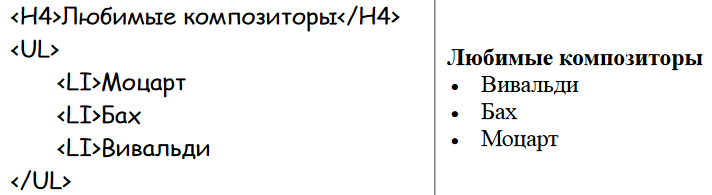 <H4>Любимые композиторы</H4>
<UL>
<LI>Моцарт
<LI>Бах
<LI>Вивальди
</UL>
Любимые композиторы
• Вивальди
• Бах
• Моцарт